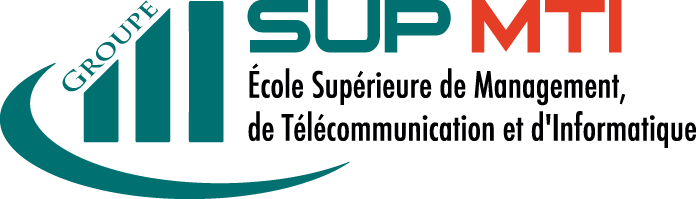 GROUPE
SUP MTI
École Supérieure de Management,
de Télécommunication et d'Informatique